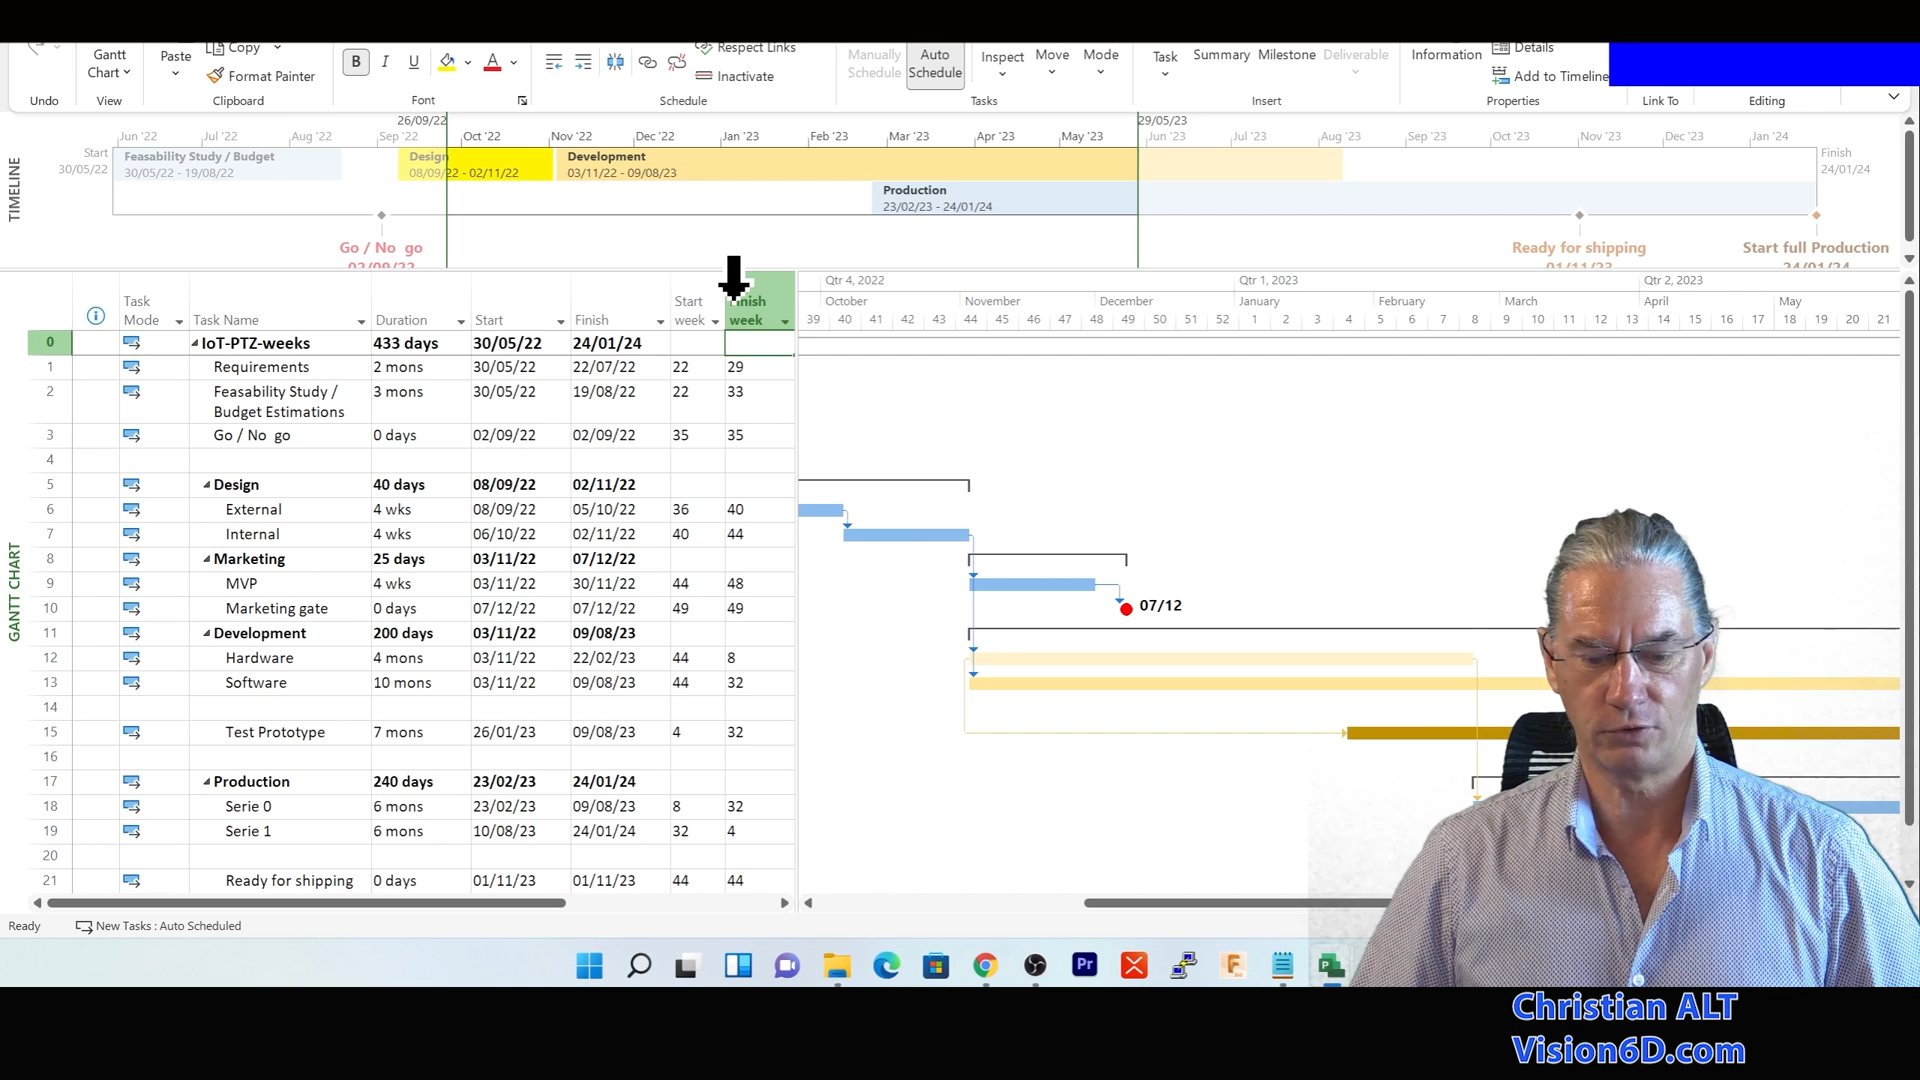 Gantt
Chart
Paste
Copy
Format Painter
B I U
A
Respect Links
Inactivate
Manually
Schedule
Auto
Schedule
Inspect
Move
Mode
Task
Summary
Milestone
Deliverable
Information
Details
Add to Timeline
Undo View Clipboard Font Schedule Tasks Insert Properties Link To Editing
26/09/22 29/05/23
Jun '22 Jul '22 Aug '22 Sep '22 Oct '22 Nov '22 Dec '22 Jan '23 Feb '23 Mar '23 Apr '23 May '23 Jun '23 Jul '23 Aug '23 Sep '23 Oct '23 Nov '23 Dec '23 Jan '24
TIMELINE
Start
30/05/22
Feasability Study / Budget
30/05/22 - 19/08/22
Design
08/09/22 - 02/11/22
Development
03/11/22 - 09/08/23
Production
23/02/23 - 24/01/24
Finish
24/01/24
Go / No go
02/09/22
Ready for shipping
01/11/23
Start full Production
24/01/24
GANTT CHART
Task
Mode
Task Name
Duration
Start
Finish
Start
week
week
Qtr 4, 2022 Qtr 1, 2023 Qtr 2, 2023
October November December January February March April May
39 40 41 42 43 44 45 46 47 48 49 50 51 52 1 2 3 4 5 6 7 8 9 10 11 12 13 14 15 16 17 18 19 20 21
0 IoT-PTZ-weeks 433 days 30/05/22 24/01/24
1 Requirements 2 mons 30/05/22 22/07/22 22 29
2 Feasability Study / 3 mons 30/05/22 19/08/22 22 33
Budget Estimations
3 Go / No go 0 days 02/09/22 02/09/22 35 35
4
5 Design 40 days 08/09/22 02/11/22
6 External 4 wks 08/09/22 05/10/22 36 40
7 Internal 4 wks 06/10/22 02/11/22 40 44
8 Marketing 25 days 03/11/22 07/12/22
9 MVP 4 wks 03/11/22 30/11/22 44 48
10 Marketing gate 0 days 07/12/22 07/12/22 49 49 07/12
11 Development 200 days 03/11/22 09/08/23
12 Hardware 4 mons 03/11/22 22/02/23 44 8
13 Software 10 mons 03/11/22 09/08/23 44 32
14
15 Test Prototype 7 mons 26/01/23 09/08/23 4 32
16
17 Production 240 days 23/02/23 24/01/24
18 Serie 0 6 mons 23/02/23 09/08/23 8 32
19 Serie 1 6 mons 10/08/23 24/01/24 32 4
20
21 Ready for shipping 0 days 01/11/23 01/11/23 44 44
Ready New Tasks : Auto Scheduled
Pr
Christian ALT
Vision6D.com